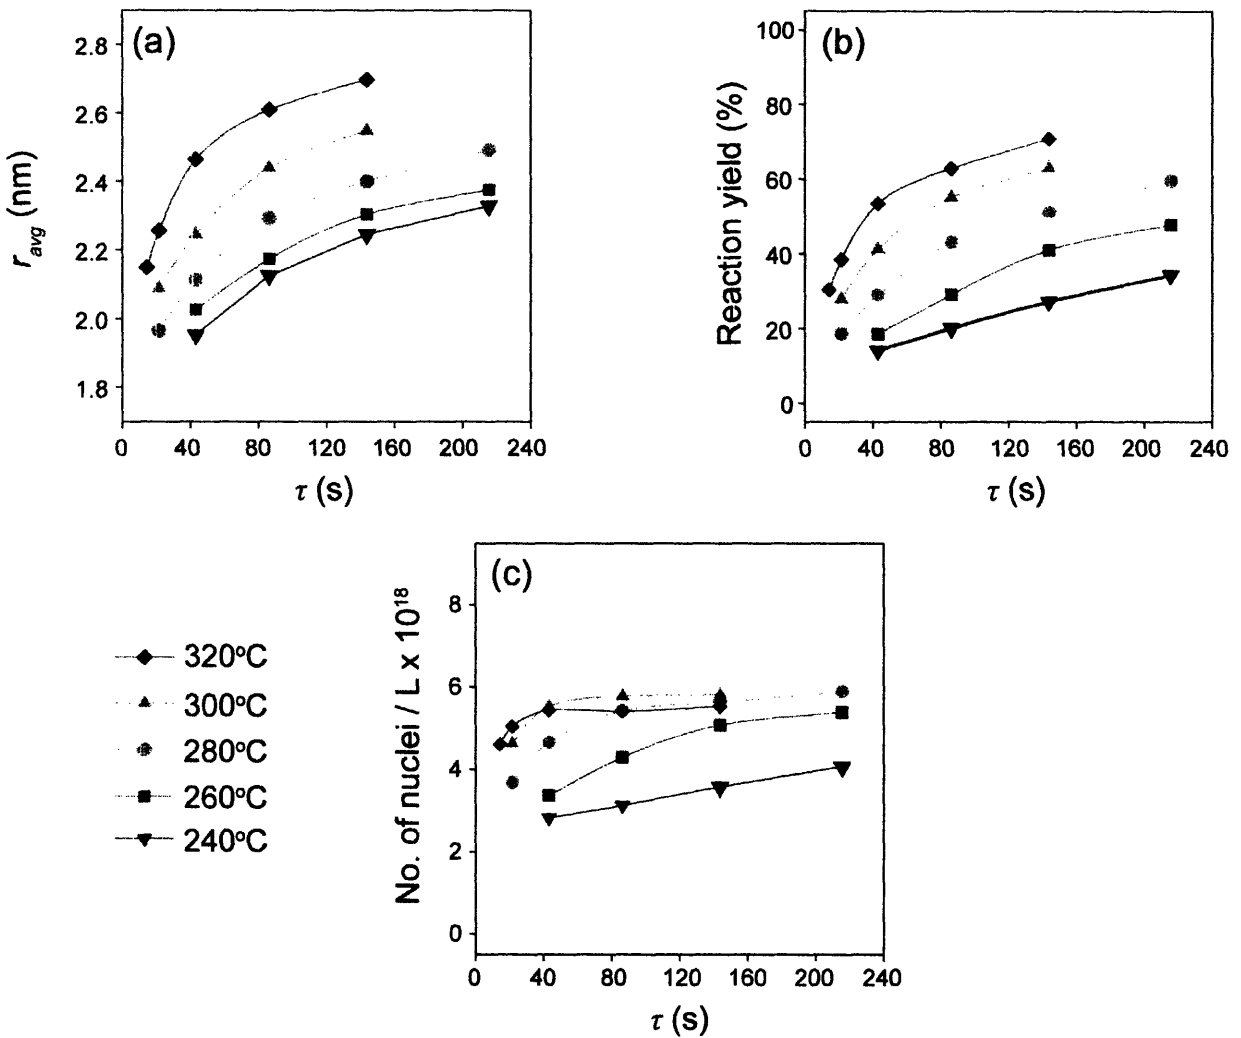 (a)
r_avg (nm)
2.8
2.6
2.4
2.2
2.0
1.8
0 40 80 120 160 200 240
τ (s)
(b)
Reaction yield (%)
100
80
60
40
20
0
0 40 80 120 160 200 240
τ (s)
320°C
300°C
280°C
260°C
240°C
(c)
No. of nuclei / L x 10¹⁸
8
6
4
2
0
0 40 80 120 160 200 240
τ (s)